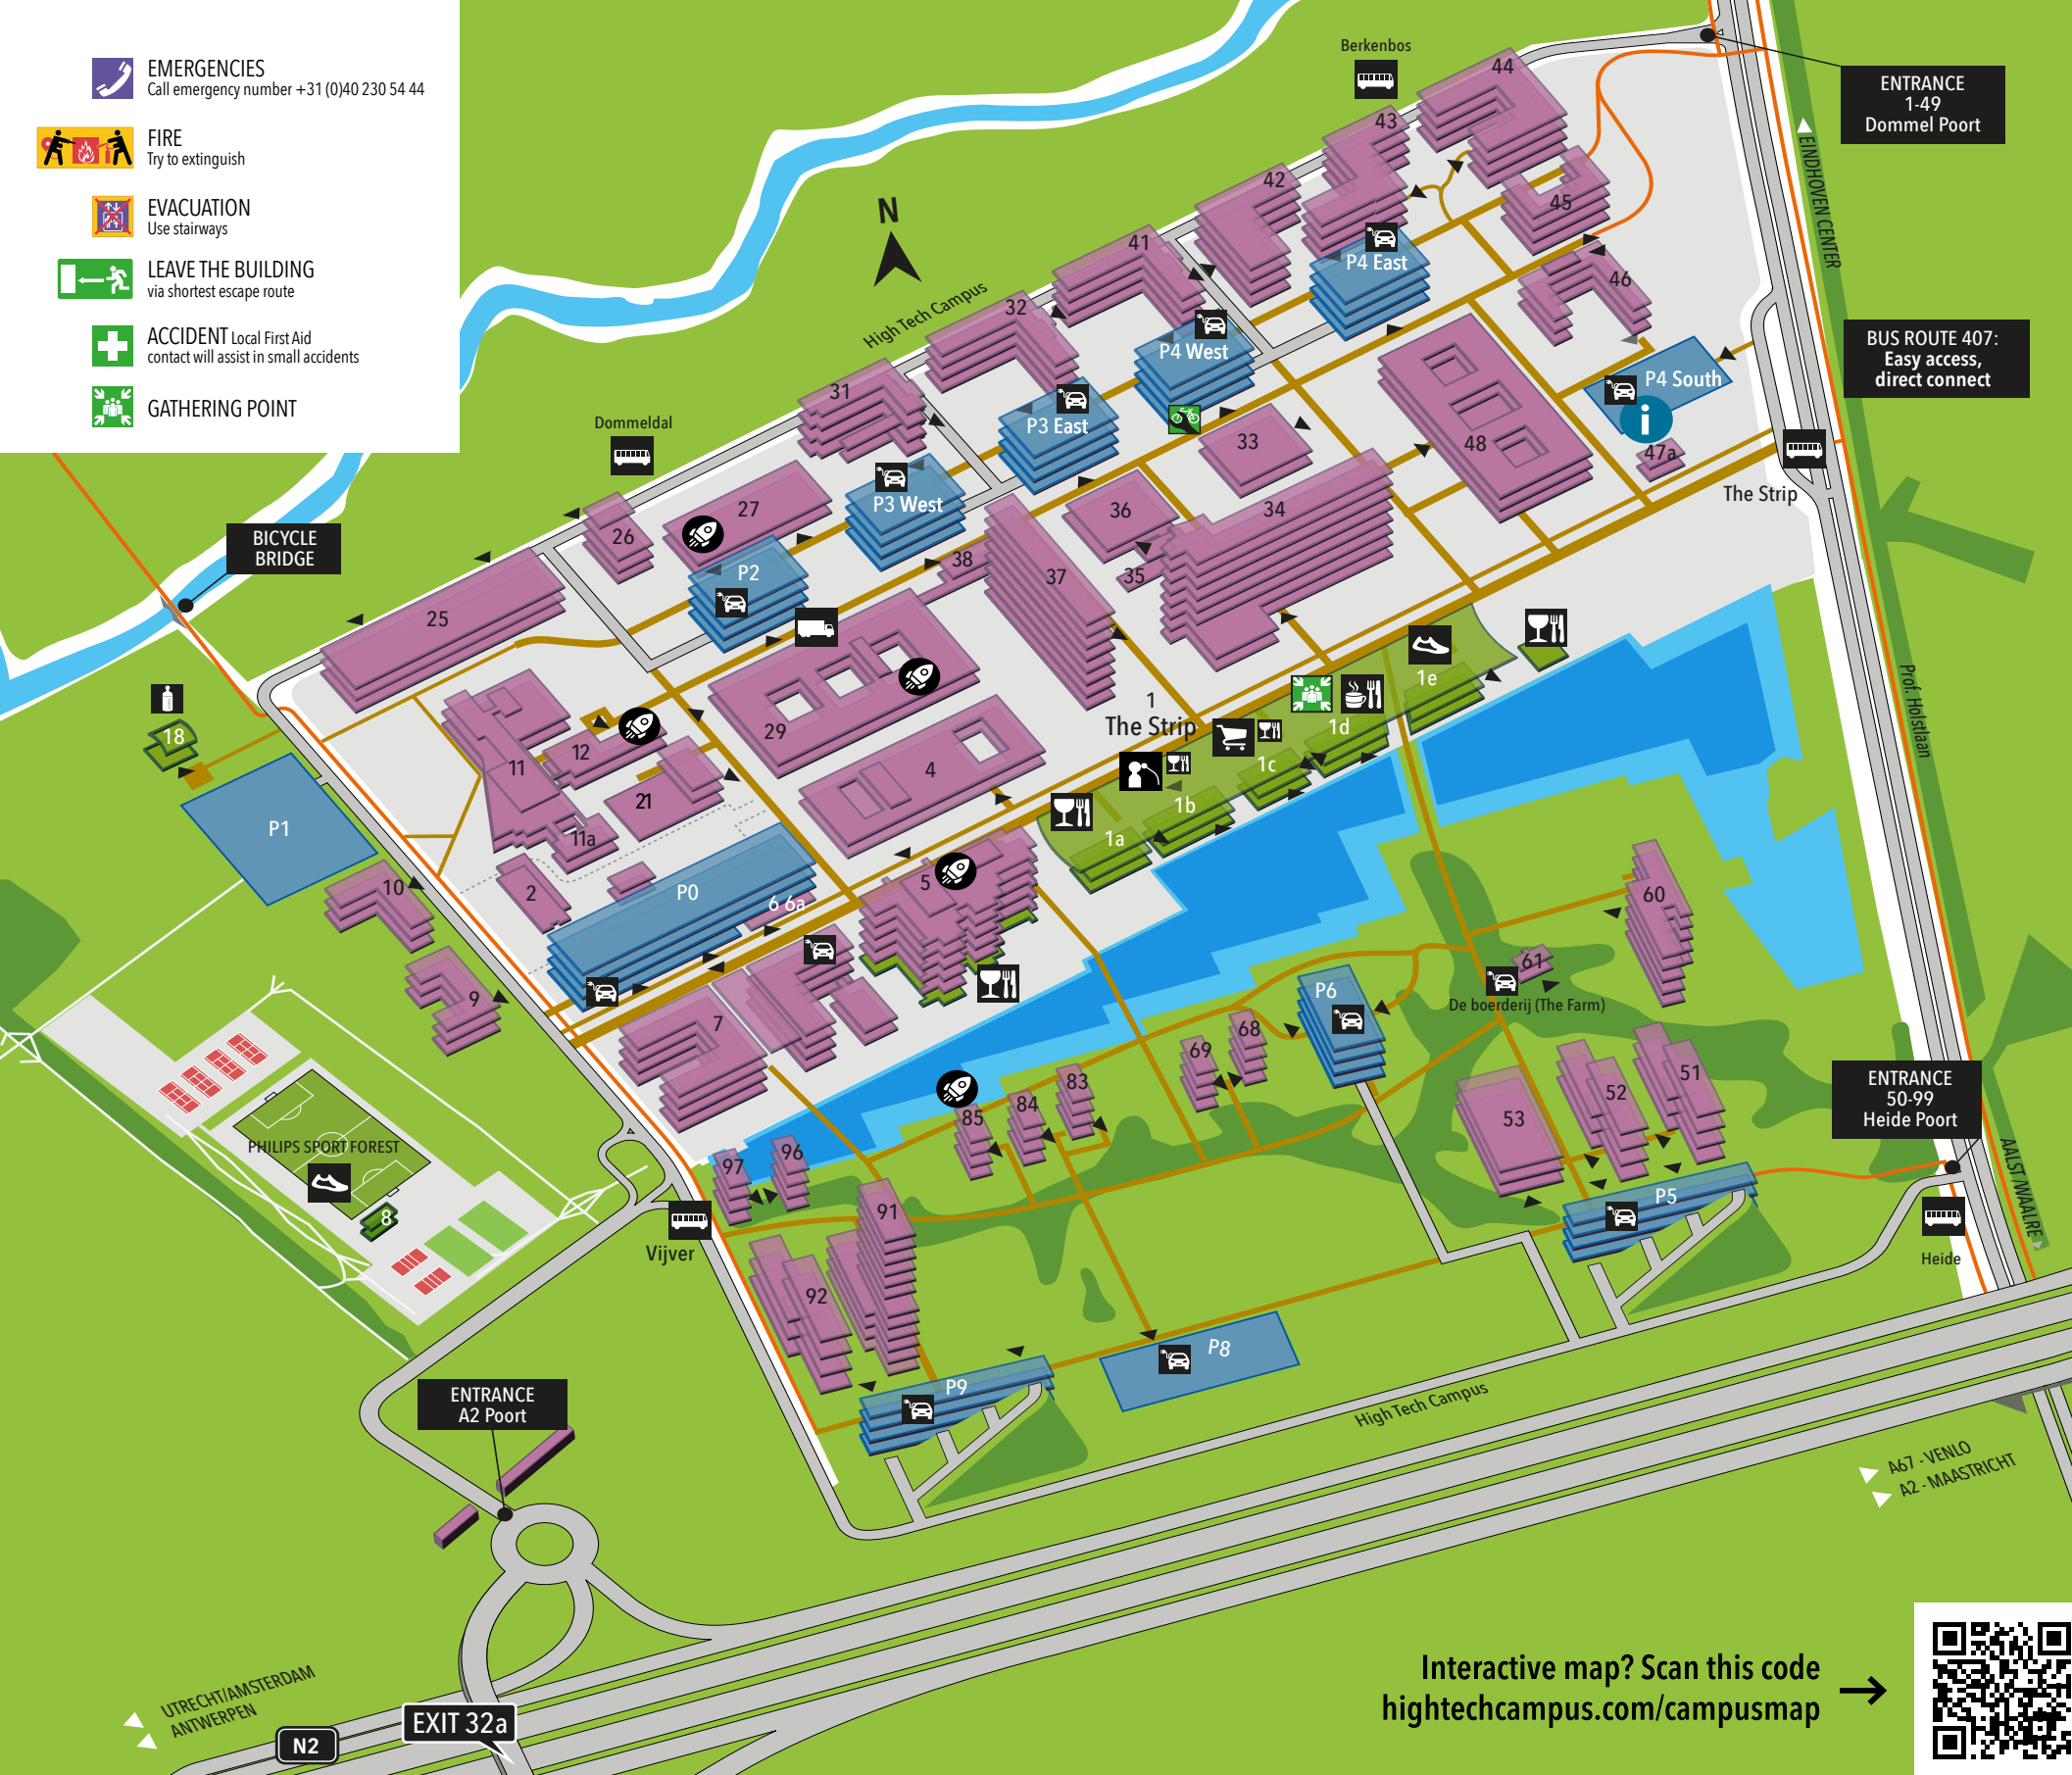 EMERGENCIES
Call emergency number +31 (0)40 230 54 44
FIRE
Try to extinguish
EVACUATION
Use stairways
LEAVE THE BUILDING
via shortest escape route
ACCIDENT Local First Aid
contact will assist in small accidents
GATHERING POINT
N
Berkenbos
ENTRANCE
1-49
Dommel Poort
EINDHOVEN CENTER
BUS ROUTE 407:
Easy access,
direct connect
High Tech Campus
Dommeldal
BICYCLE
BRIDGE
44
43
42
45
41
P4 East
46
32
P4 West
P4 South
i
31
P3 East
33
48
47a
The Strip
P3 West
27
36
34
26
38
35
37
P2
25
Prof. Holstlaan
18
12
11
29
21
4
11a
P1
1
The Strip
1e
1d
1c
1b
1a
10
2
P0
6 6a
5
9
7
60
61
De boerderij (The Farm)
P6
68
69
83
84
85
53
52
51
ENTRANCE
50-99
Heide Poort
AALST/WAALRE
P5
Heide
PHILIPS SPORT FOREST
8
97
96
Vijver
91
92
P8
P9
High Tech Campus
ENTRANCE
A2 Poort
A67 - VENLO
A2 - MAASTRICHT
UTRECHT/AMSTERDAM
ANTWERPEN
N2
EXIT 32a
Interactive map? Scan this code
hightechcampus.com/campusmap